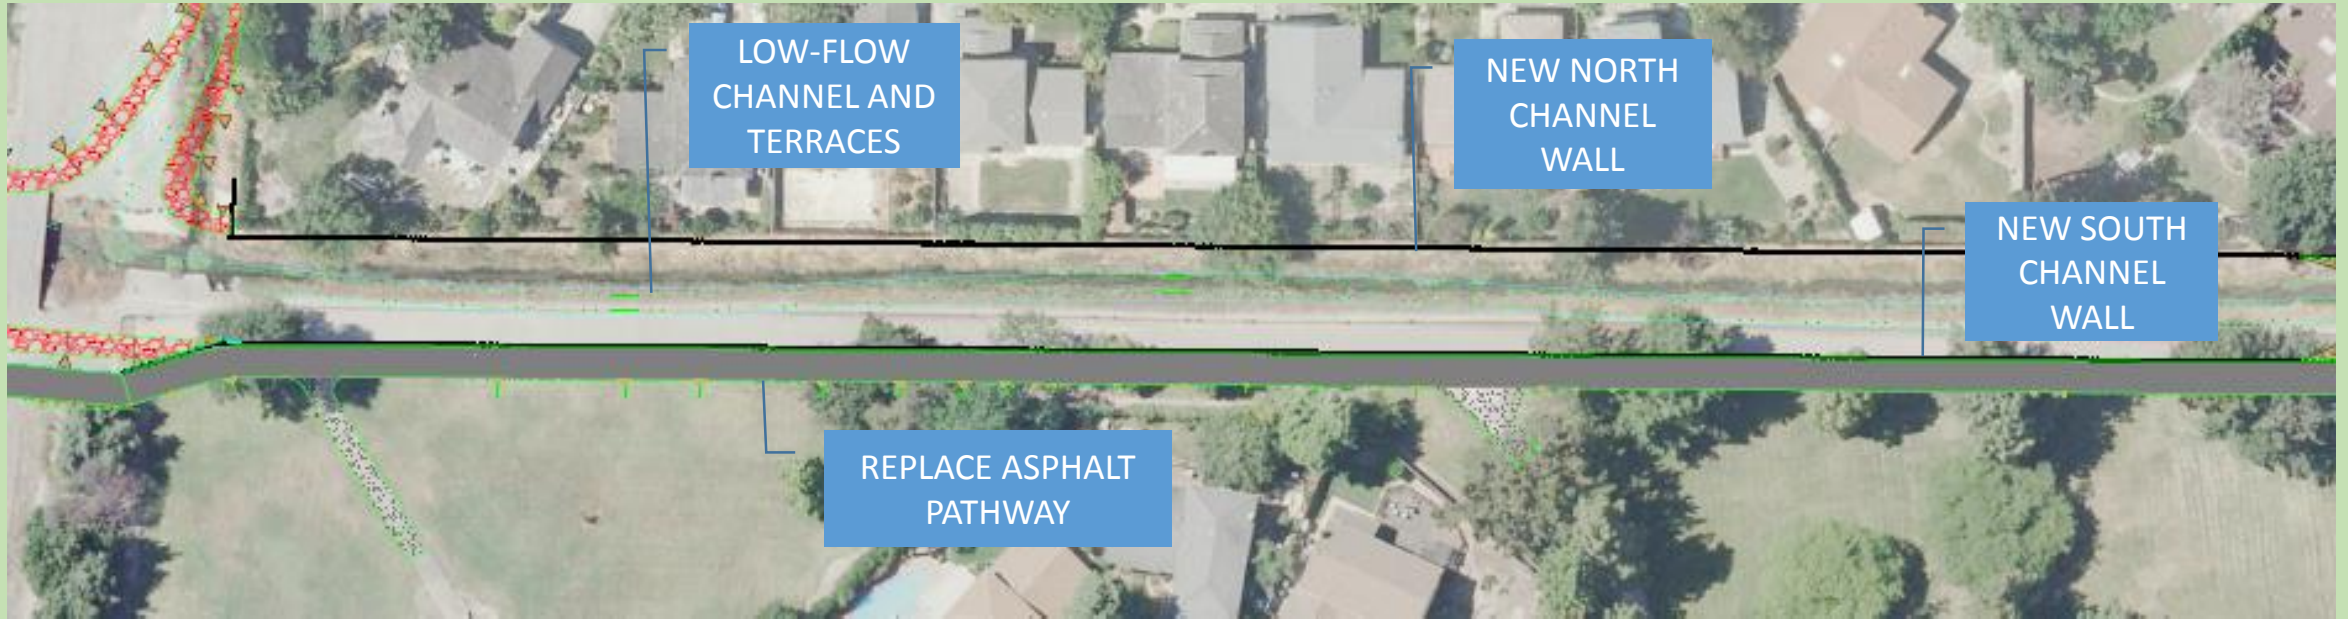 LOW-FLOW
CHANNEL AND
TERRACES
NEW NORTH
CHANNEL
WALL
NEW SOUTH
CHANNEL
WALL
REPLACE ASPHALT
PATHWAY